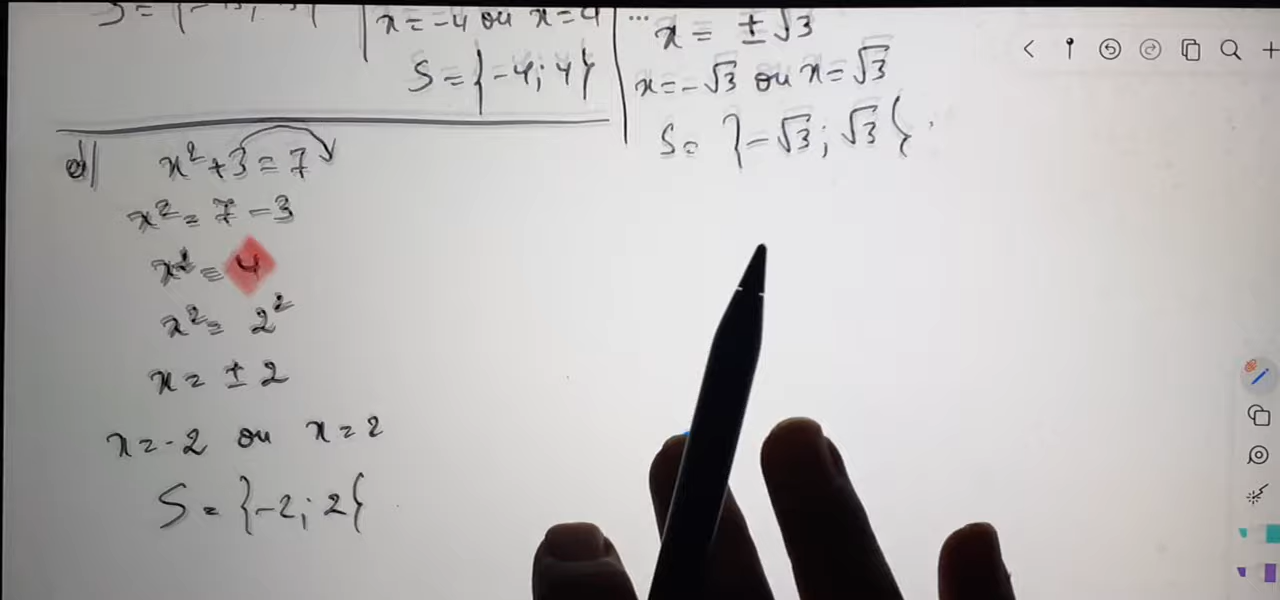 x=-4 ou x=4
S={-4;4}
...
x= ±√3
x=-√3 ou x=√3
S= }-√3;√3{.
d/ x²+3=7
x²=7-3
x²=4
x²=2²
x=±2
x=-2 ou x=2
S=}-2;2{